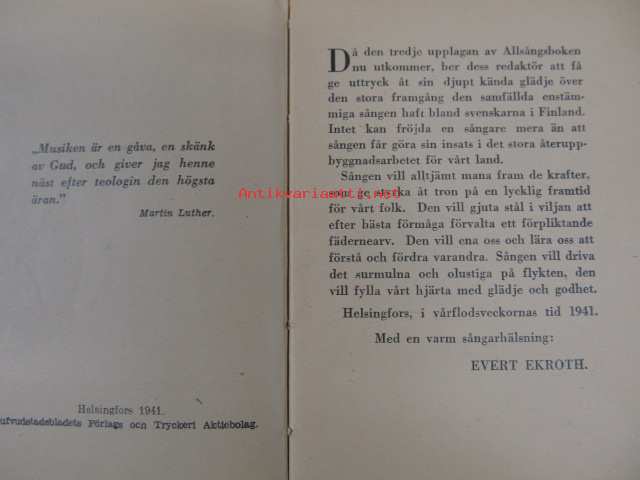 „Musiken är en gåva, en skänk
av Gud, och giver jag henne
näst efter teologin den högsta
äran."
Martin Luther.
Helsingfors 1941.
ufvudstadsbladets Förlags och Tryckeri Aktiebolag.
Då den tredje upplagan av Allsångsboken
nu utkommer, ber dess redaktör att få
ge uttryck åt sin djupt kända glädje över
den stora framgång den samfällda enstäm-
miga sången haft bland svenskarna i Finland.
Intet kan fröjda en sångare mera än att
sången får göra sin insats i det stora återupp-
byggnadsarbetet för vårt land.
Sången vill alltjämt mana fram de krafter,
som ge styrka åt tron på en lycklig framtid
för vårt folk. Den vill gjuta stål i viljan att
efter bästa förmåga förvalta ett förpliktande
fädernearv. Den vill ena oss och lära oss att
förstå och fördra varandra. Sången vill driva
det surmulna och olustiga på flykten, den
vill fylla vårt hjärta med glädje och godhet.
Helsingfors, i vårflodsveckornas tid 1941.
Med en varm sångarhälsning:
EVERT EKROTH.
Antikvariaatti.net